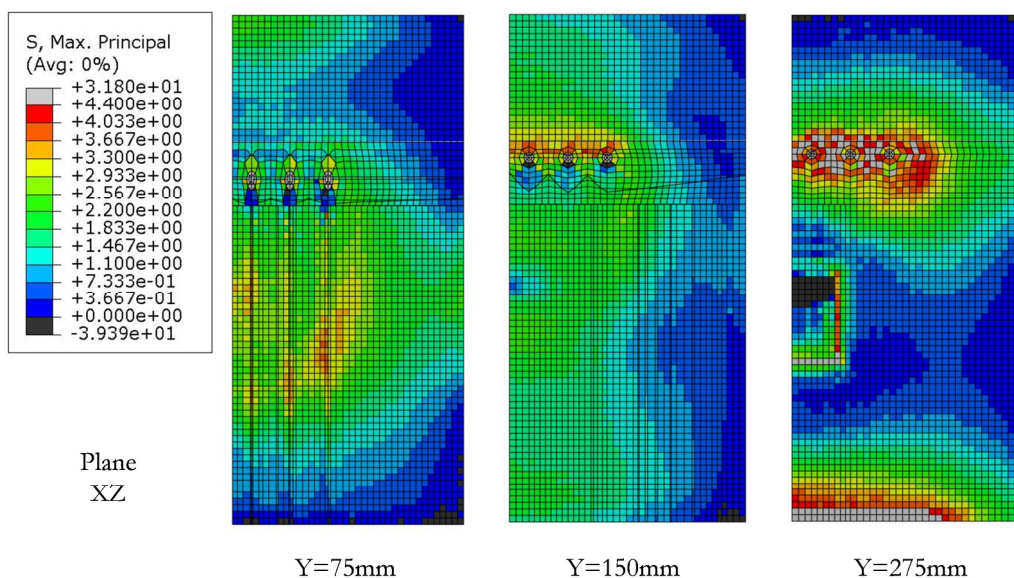 S, Max. Principal
(Avg: 0%)
+3.180e+01
+4.400e+00
+4.033e+00
+3.667e+00
+3.300e+00
+2.933e+00
+2.567e+00
+2.200e+00
+1.833e+00
+1.467e+00
+1.100e+00
+7.333e-01
+3.667e-01
+0.000e+00
-3.939e+01
Plane
XZ
Y=75mm Y=150mm Y=275mm